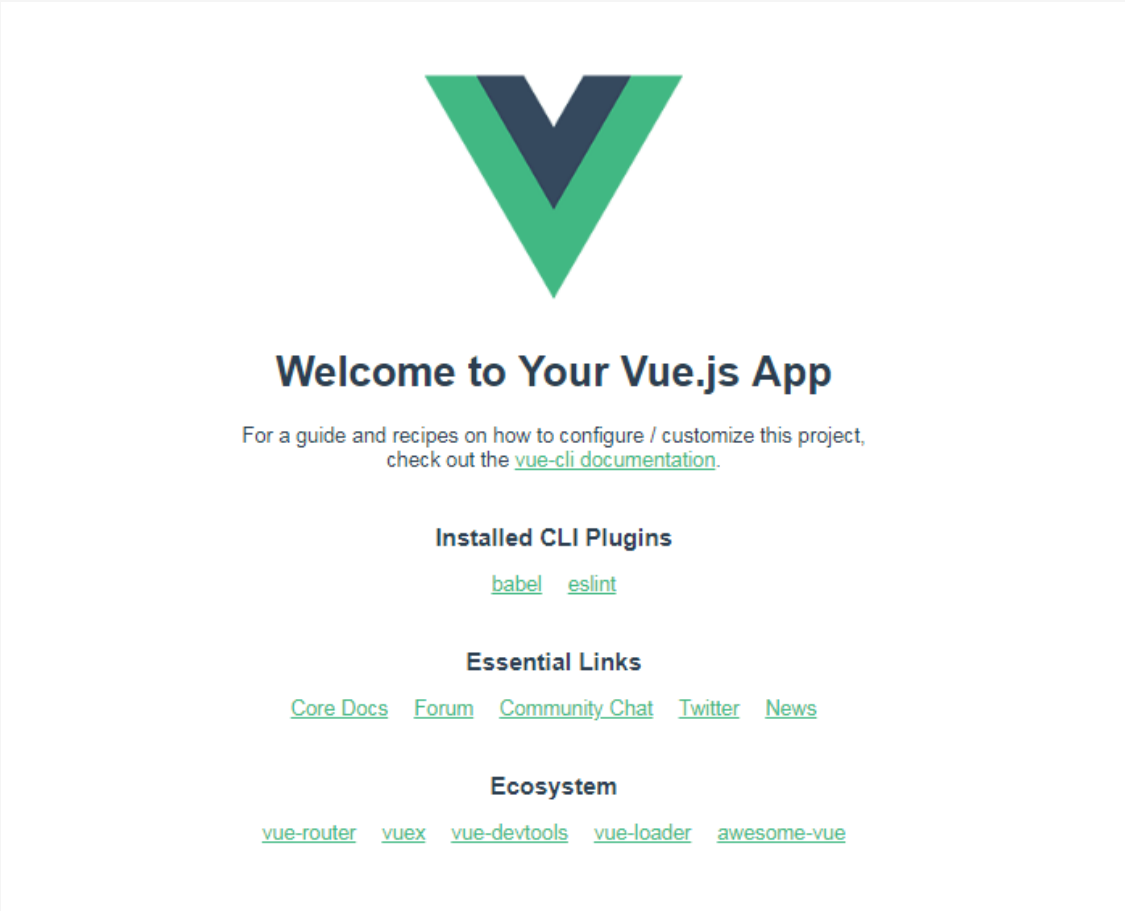 Welcome to Your Vue.js App
For a guide and recipes on how to configure / customize this project,
check out the vue-cli documentation.
Installed CLI Plugins
babel eslint
Essential Links
Core Docs Forum Community Chat Twitter News
Ecosystem
vue-router vuex vue-devtools vue-loader awesome-vue